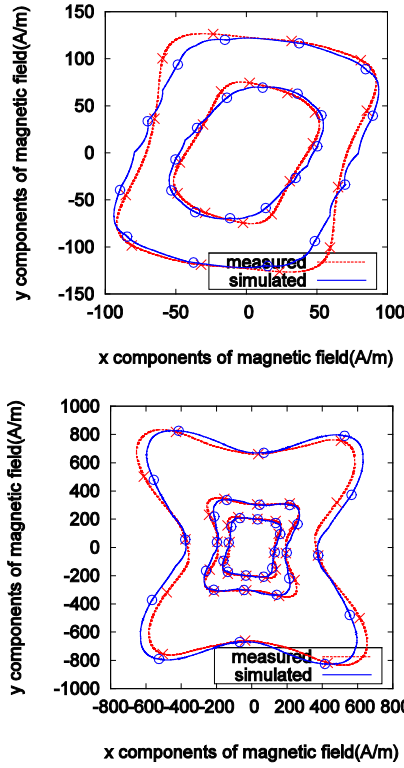 y components of magnetic field(A/m)
150
100
50
0
-50
-100
-150
measured
simulated
-100 -50 0 50 100
x components of magnetic field(A/m)
y components of magnetic field(A/m)
1000
800
600
400
200
0
-200
-400
-600
-800
-1000
measured
simulated
-800-600-400-200 0 200 400 600 800
x components of magnetic field(A/m)